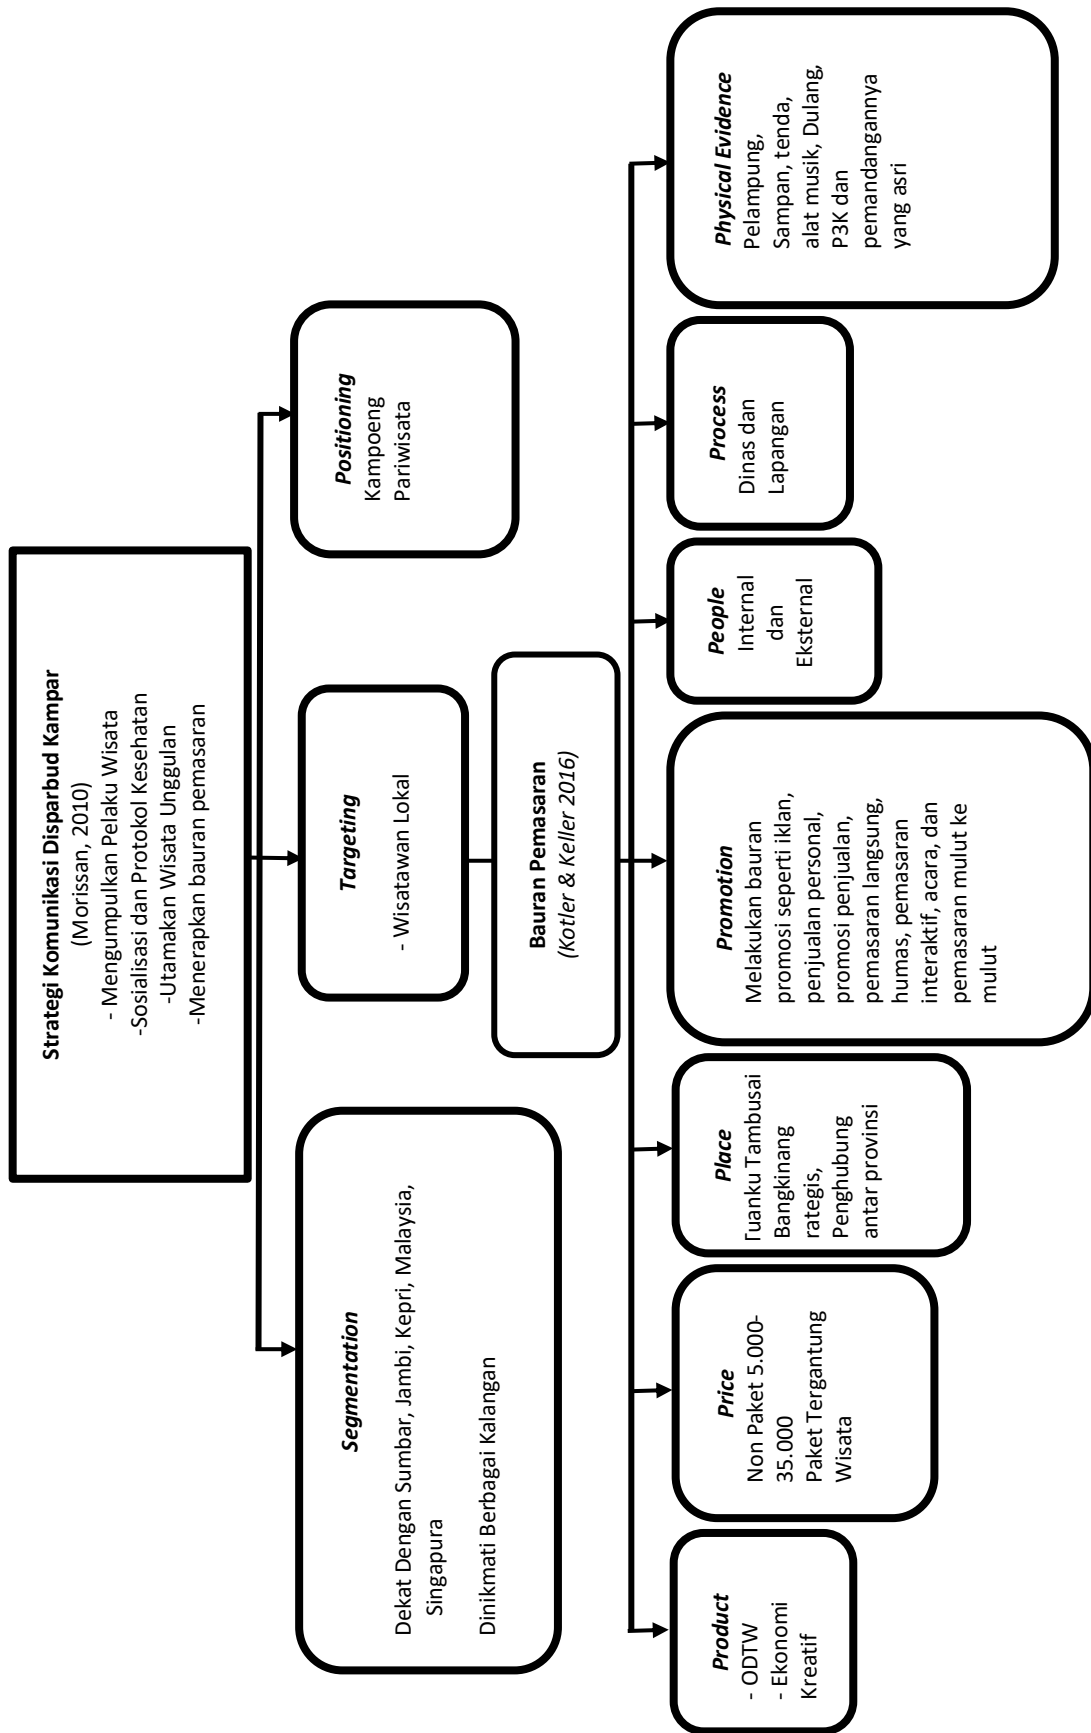 Strategi Komunikasi Disparbud Kampar
(Morissan, 2010)
- Mengumpulkan Pelaku Wisata
-Sosialisasi dan Protokol Kesehatan
-Utamakan Wisata Unggulan
-Menerapkan bauran pemasaran
Segmentation
Dekat Dengan Sumbar, Jambi, Kepri, Malaysia,
Singapura
Dinikmati Berbagai Kalangan
Targeting
- Wisatawan Lokal
Positioning
Kampoeng
Pariwisata
Bauran Pemasaran
(Kotler & Keller 2016)
Product
- ODTW
- Ekonomi
Kreatif
Price
Non Paket 5.000-
35.000
Paket Tergantung
Wisata
Place
Tuanku Tambusai
Bangkinang
rategis,
Penghubung
antar provinsi
Promotion
Melakukan bauran
promosi seperti iklan,
penjualan personal,
promosi penjualan,
pemasaran langsung,
humas, pemasaran
interaktif, acara, dan
pemasaran mulut ke
mulut
People
Internal
dan
Eksternal
Process
Dinas dan
Lapangan
Physical Evidence
Pelampung,
Sampan, tenda,
alat musik, Dulang,
P3K dan
pemandangannya
yang asri